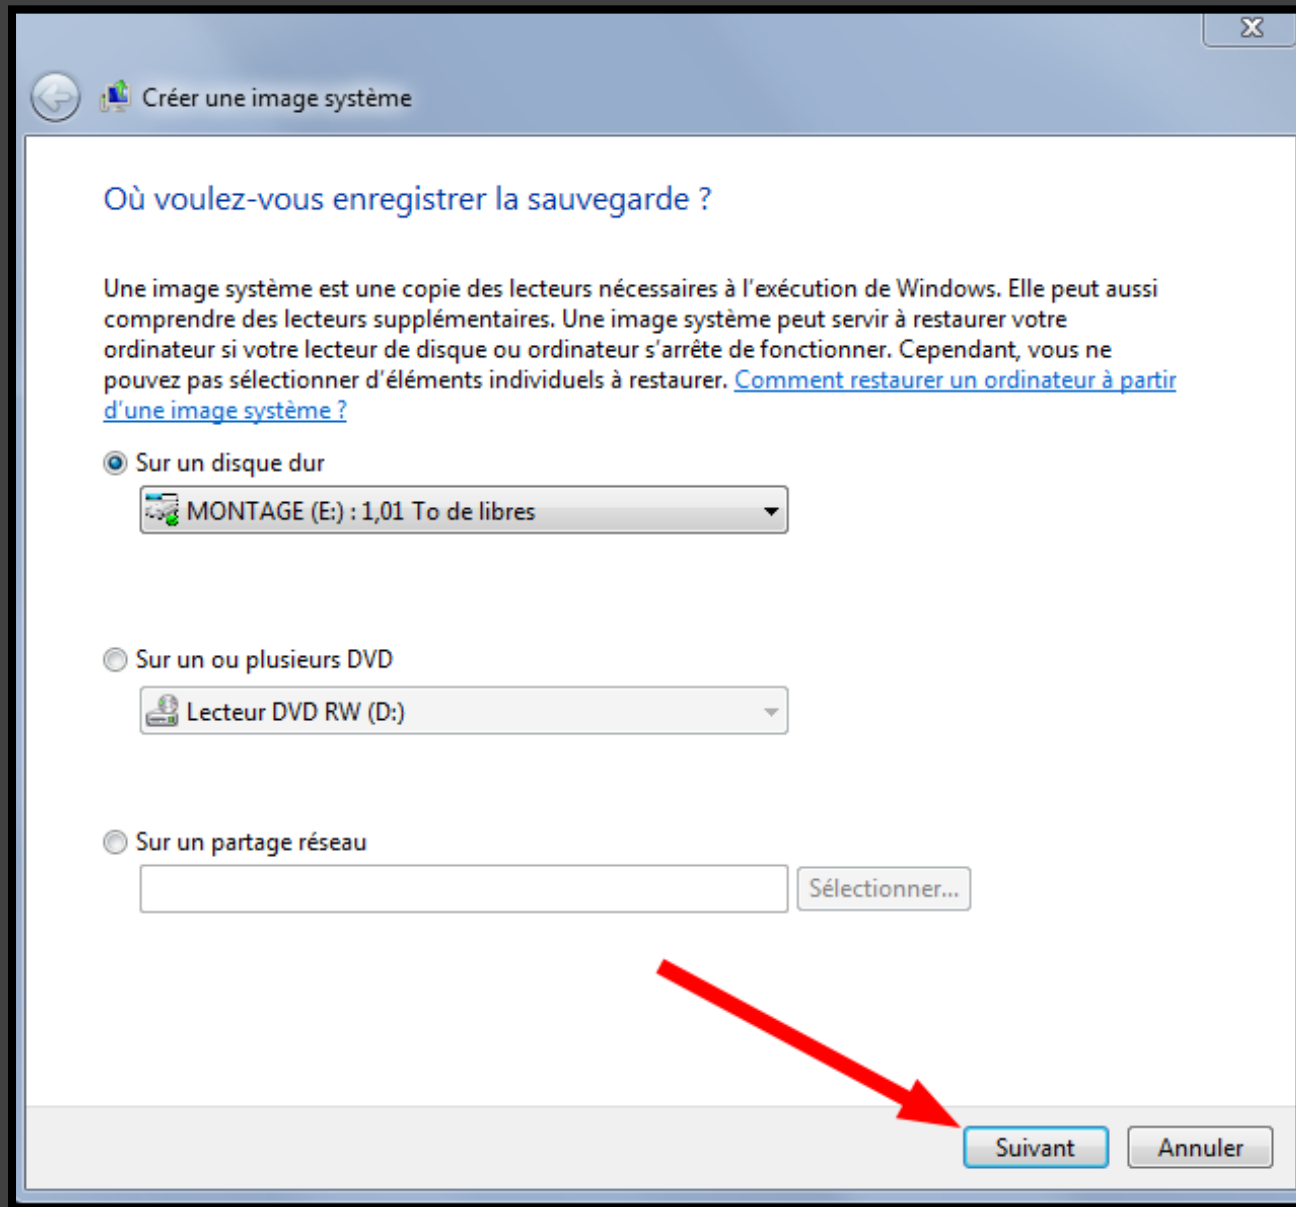 Créer une image système
Où voulez-vous enregistrer la sauvegarde ?
Une image système est une copie des lecteurs nécessaires à l’exécution de Windows. Elle peut aussi
comprendre des lecteurs supplémentaires. Une image système peut servir à restaurer votre
ordinateur si votre lecteur de disque ou ordinateur s’arrête de fonctionner. Cependant, vous ne
pouvez pas sélectionner d’éléments individuels à restaurer. Comment restaurer un ordinateur à partir
d’une image système ?
Sur un disque dur
MONTAGE (E:) : 1,01 To de libres
Sur un ou plusieurs DVD
Lecteur DVD RW (D:)
Sur un partage réseau
Sélectionner...
Suivant
Annuler